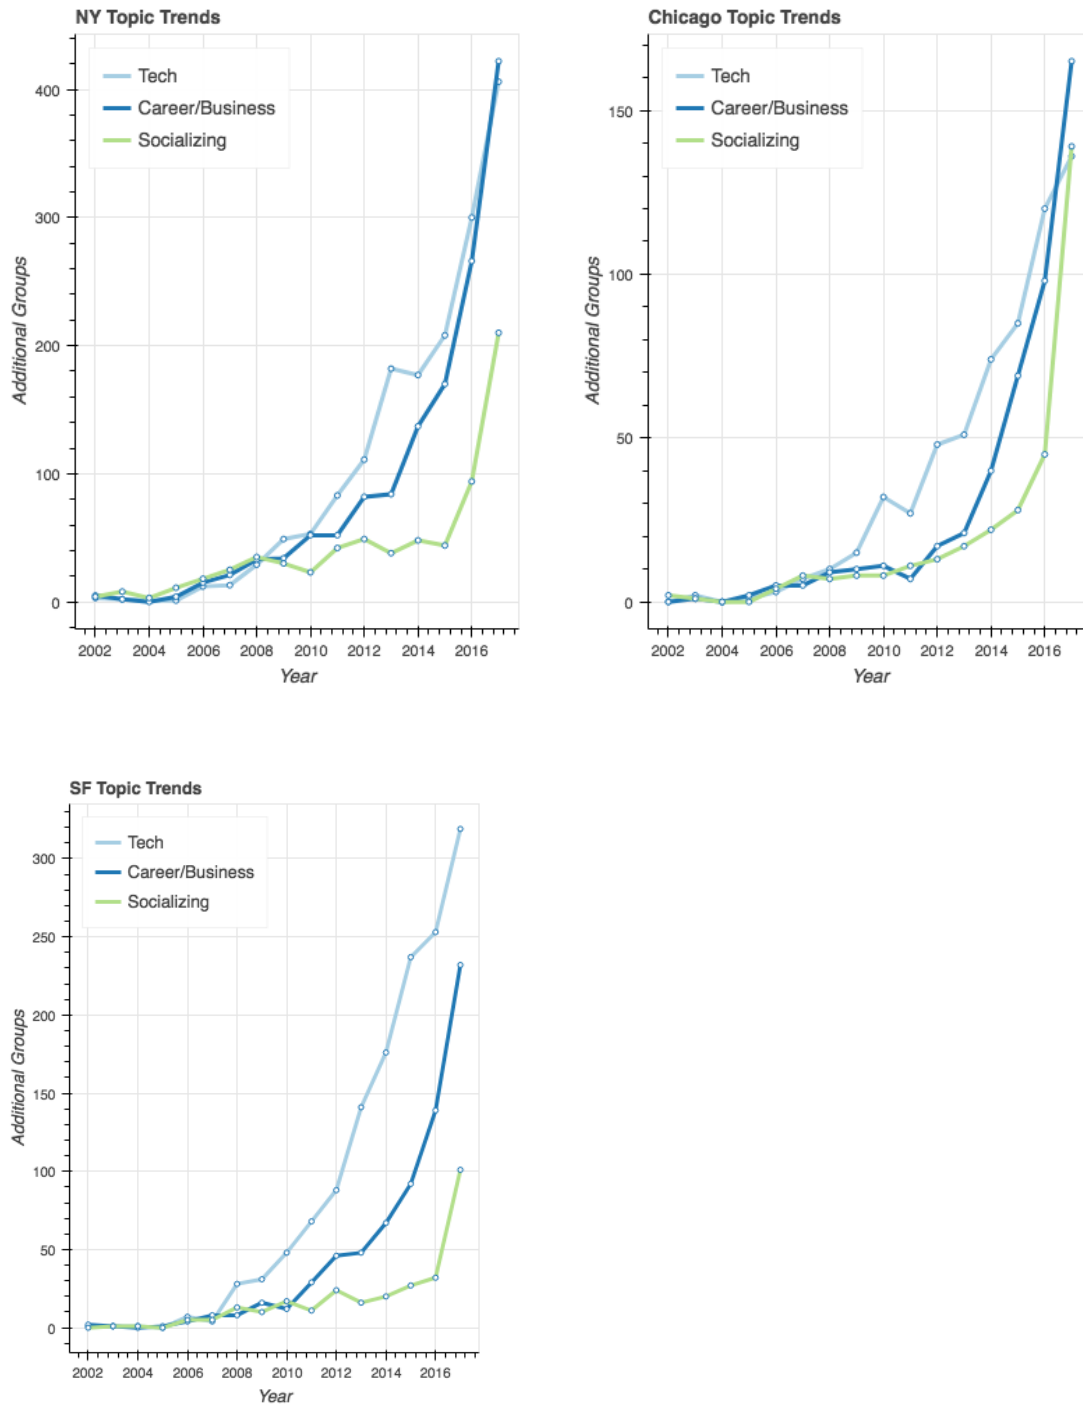 NY Topic Trends
Tech
Career/Business
Socializing
400
300
200
100
0
Additional Groups
2002 2004 2006 2008 2010 2012 2014 2016
Year
Chicago Topic Trends
Tech
Career/Business
Socializing
150
100
50
0
Additional Groups
2002 2004 2006 2008 2010 2012 2014 2016
Year
SF Topic Trends
Tech
Career/Business
Socializing
300
250
200
150
100
50
0
Additional Groups
2002 2004 2006 2008 2010 2012 2014 2016
Year